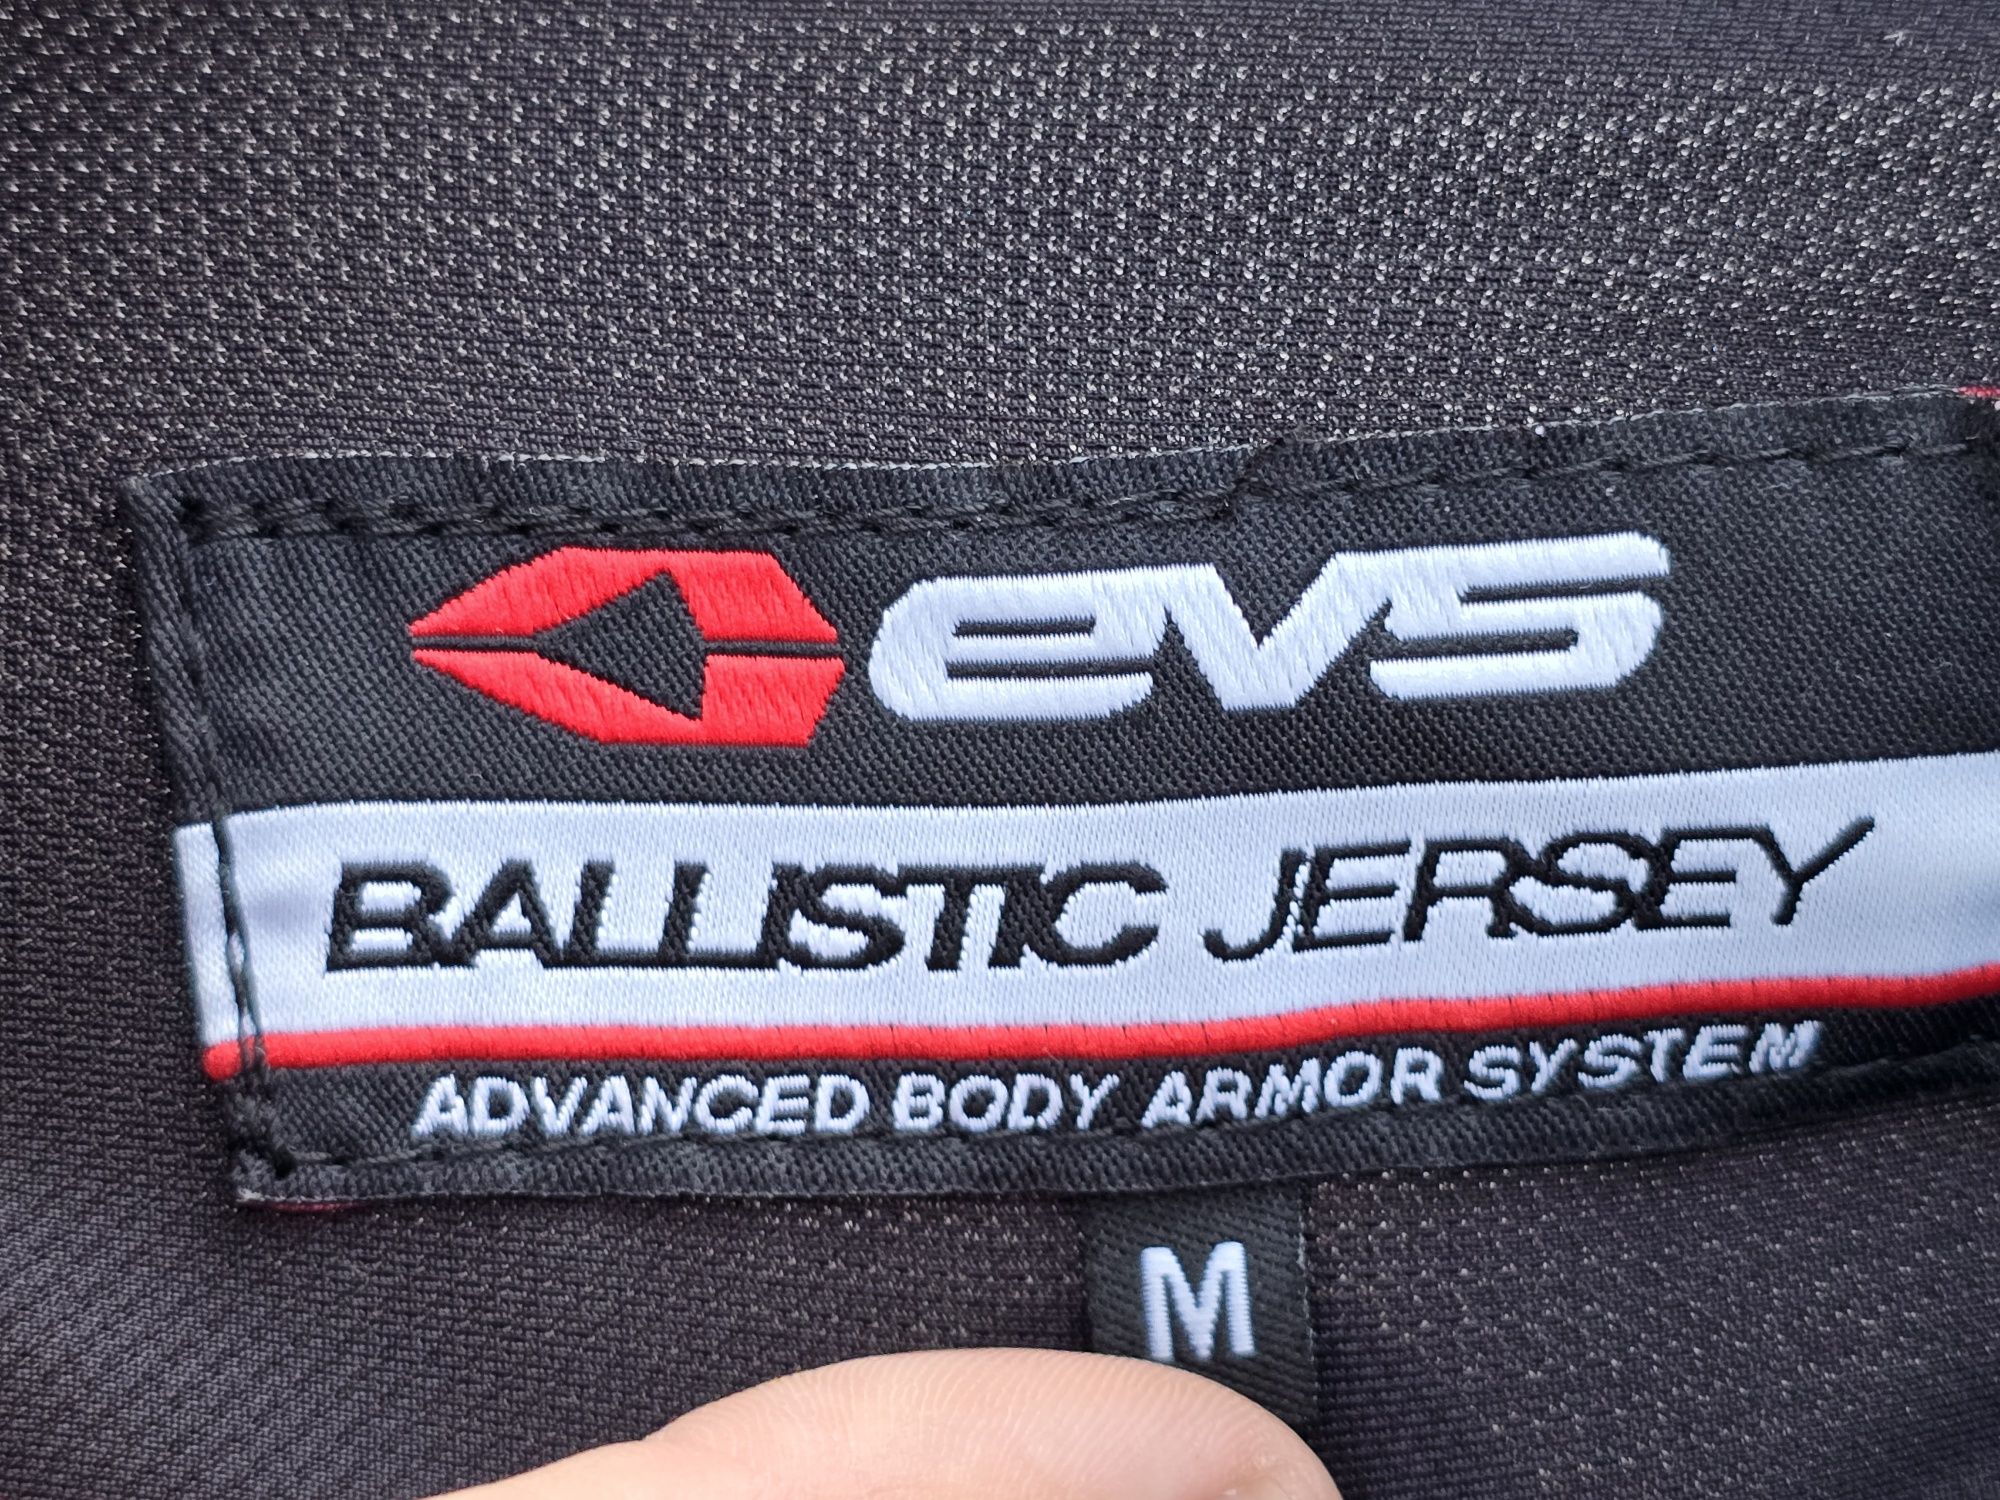 evs
BALLISTIC JERSEY
ADVANCED BODY ARMOR SYSTEM
M